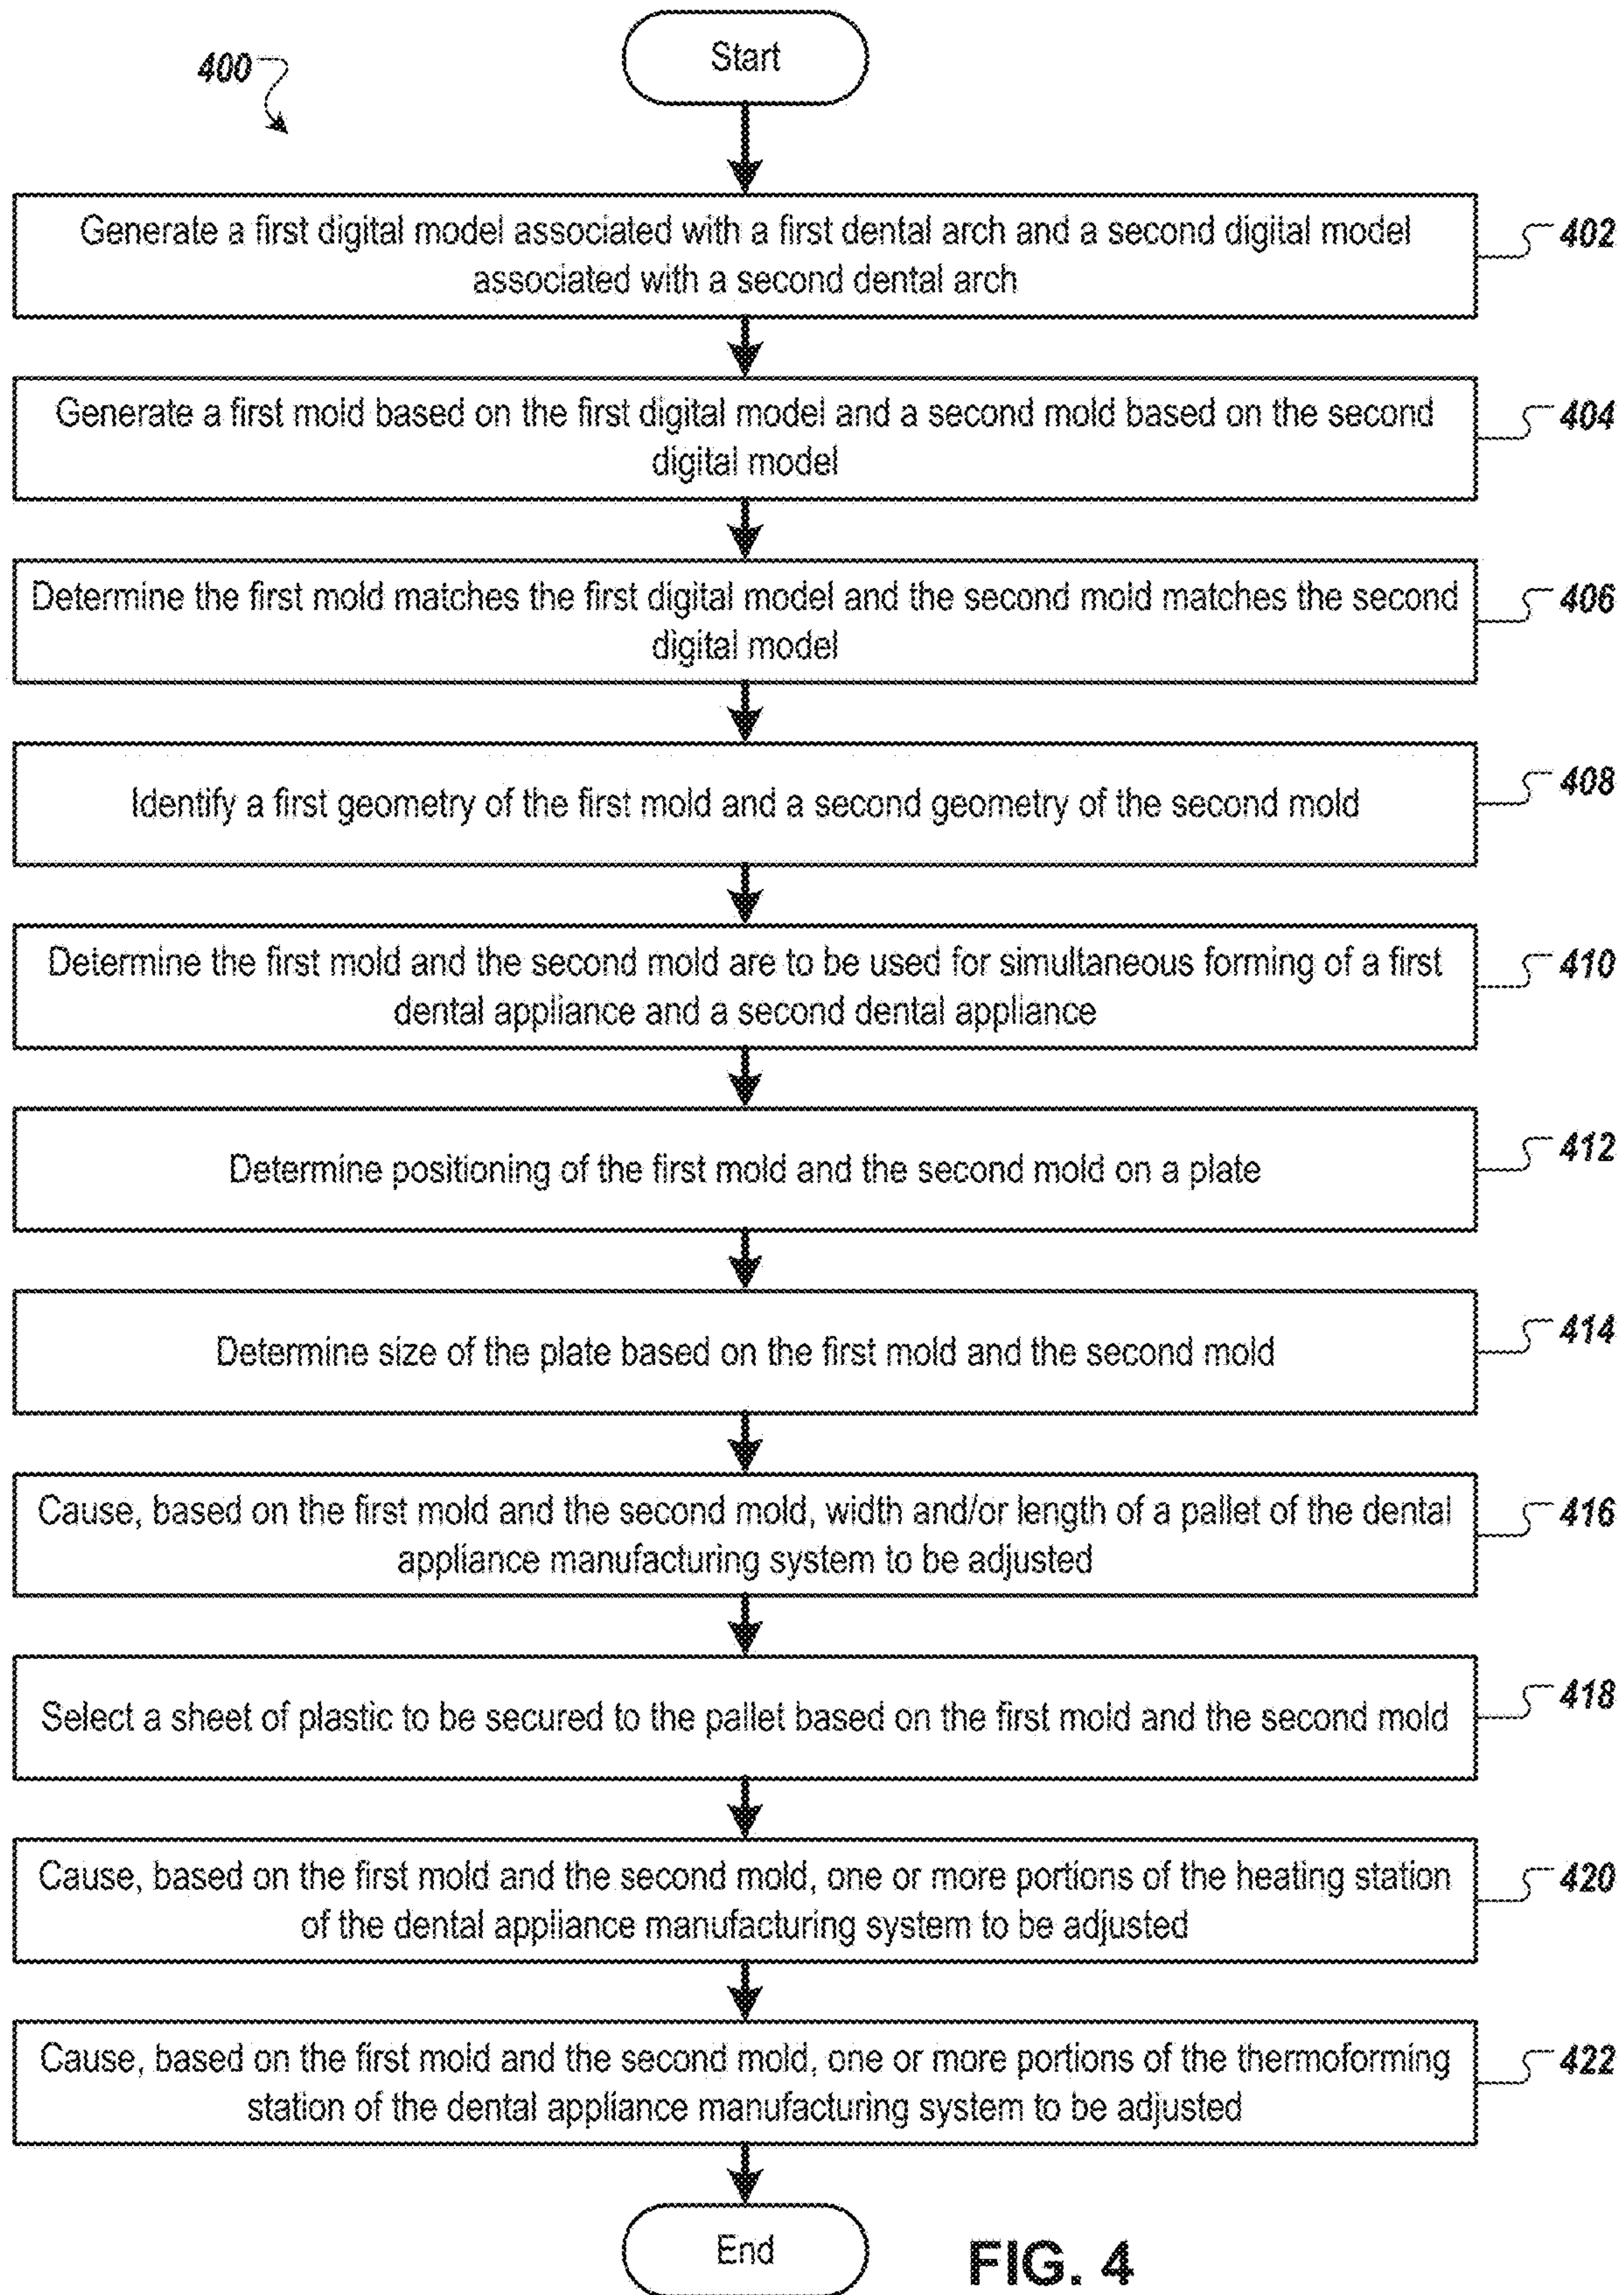 Start
400
Generate a first digital model associated with a first dental arch and a second digital model
associated with a second dental arch
402
Generate a first mold based on the first digital model and a second mold based on the second
digital model
404
Determine the first mold matches the first digital model and the second mold matches the second
digital model
406
Identify a first geometry of the first mold and a second geometry of the second mold
408
Determine the first mold and the second mold are to be used for simultaneous forming of a first
dental appliance and a second dental appliance
410
Determine positioning of the first mold and the second mold on a plate
412
Determine size of the plate based on the first mold and the second mold
414
Cause, based on the first mold and the second mold, width and/or length of a pallet of the dental
appliance manufacturing system to be adjusted
416
Select a sheet of plastic to be secured to the pallet based on the first mold and the second mold
418
Cause, based on the first mold and the second mold, one or more portions of the heating station
of the dental appliance manufacturing system to be adjusted
420
Cause, based on the first mold and the second mold, one or more portions of the thermoforming
station of the dental appliance manufacturing system to be adjusted
422
End
FIG. 4